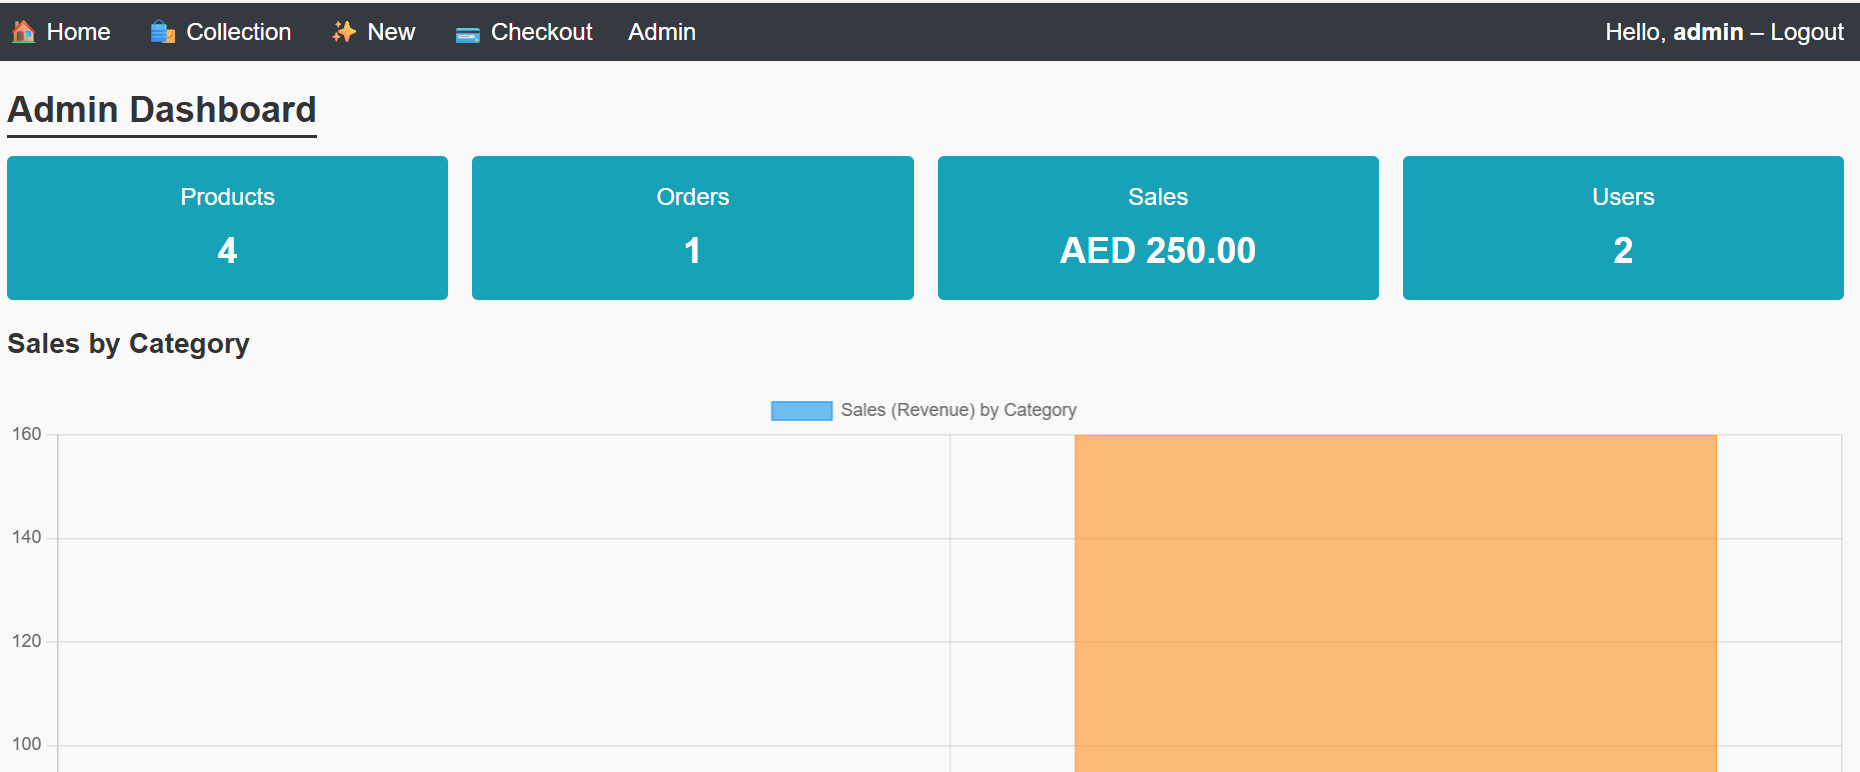 Home Collection New Checkout Admin Hello, admin – Logout
Admin Dashboard
Products Orders Sales Users
4 1 AED 250.00 2
Sales by Category
Sales (Revenue) by Category
160
140
120
100